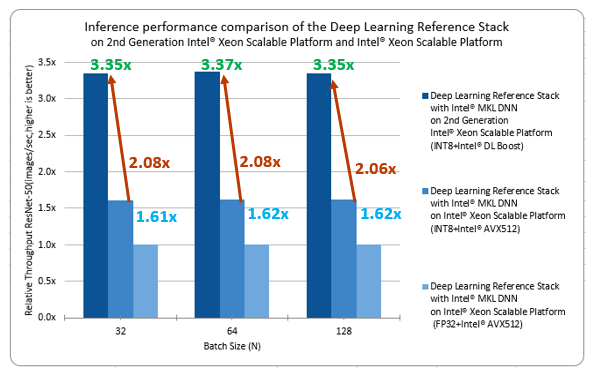 Inference performance comparison of the Deep Learning Reference Stack
on 2nd Generation Intel® Xeon Scalable Platform and Intel® Xeon Scalable Platform
Relative Throughput ResNet-50(images/sec,higher is better)
3.5x
3.0x
2.5x
2.0x
1.5x
1.0x
0.5x
0.0x
3.35x
3.37x
3.35x
2.08x
2.08x
2.06x
1.61x
1.62x
1.62x
32
64
128
Batch Size (N)
Deep Learning Reference Stack
with Intel® MKL DNN
on 2nd Generation
Intel® Xeon Scalable Platform
(INT8+Intel® DL Boost)
Deep Learning Reference Stack
with Intel® MKL DNN
on Intel® Xeon Scalable Platform
(INT8+Intel® AVX512)
Deep Learning Reference Stack
with Intel® MKL DNN
on Intel® Xeon Scalable Platform
(FP32+Intel® AVX512)